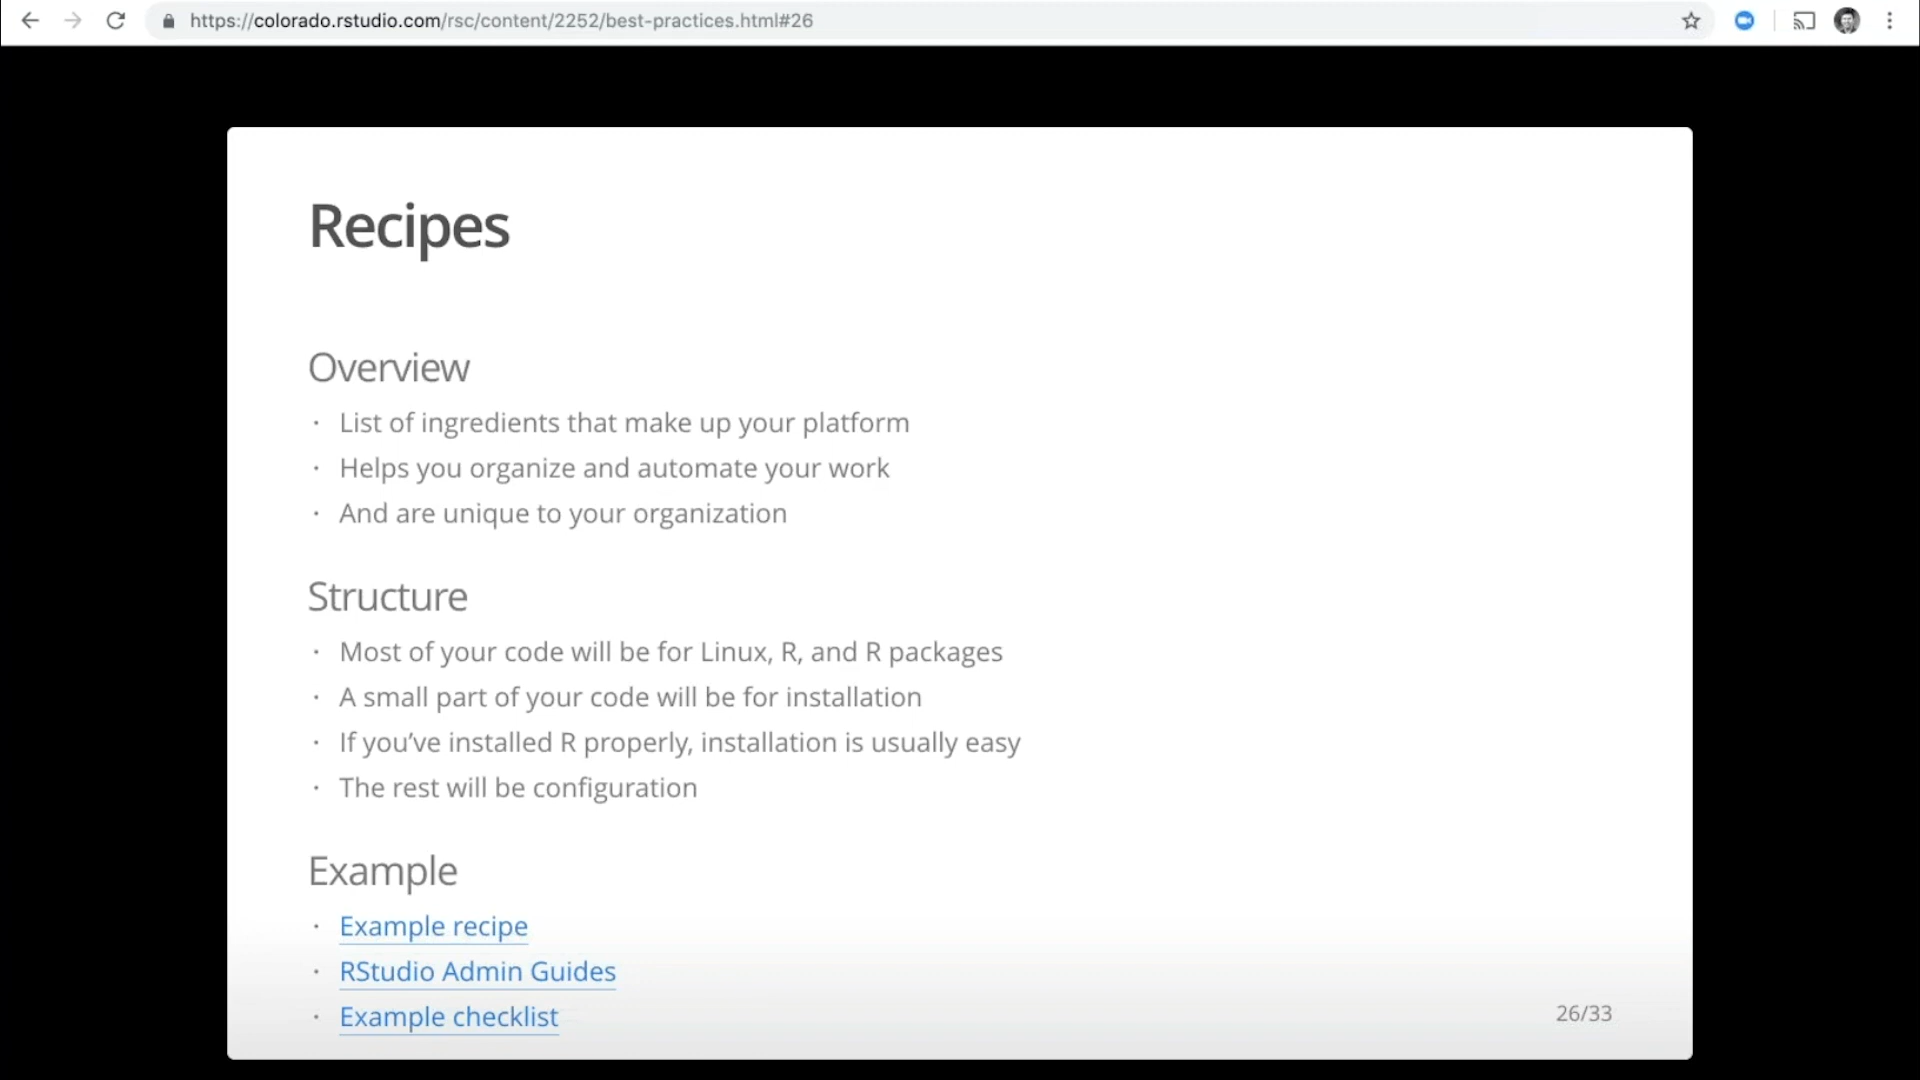 https://colorado.rstudio.com/rsc/content/2252/best-practices.html#26
Recipes
Overview
· List of ingredients that make up your platform
· Helps you organize and automate your work
· And are unique to your organization
Structure
· Most of your code will be for Linux, R, and R packages
· A small part of your code will be for installation
· If you’ve installed R properly, installation is usually easy
· The rest will be configuration
Example
· Example recipe
· RStudio Admin Guides
· Example checklist
26/33